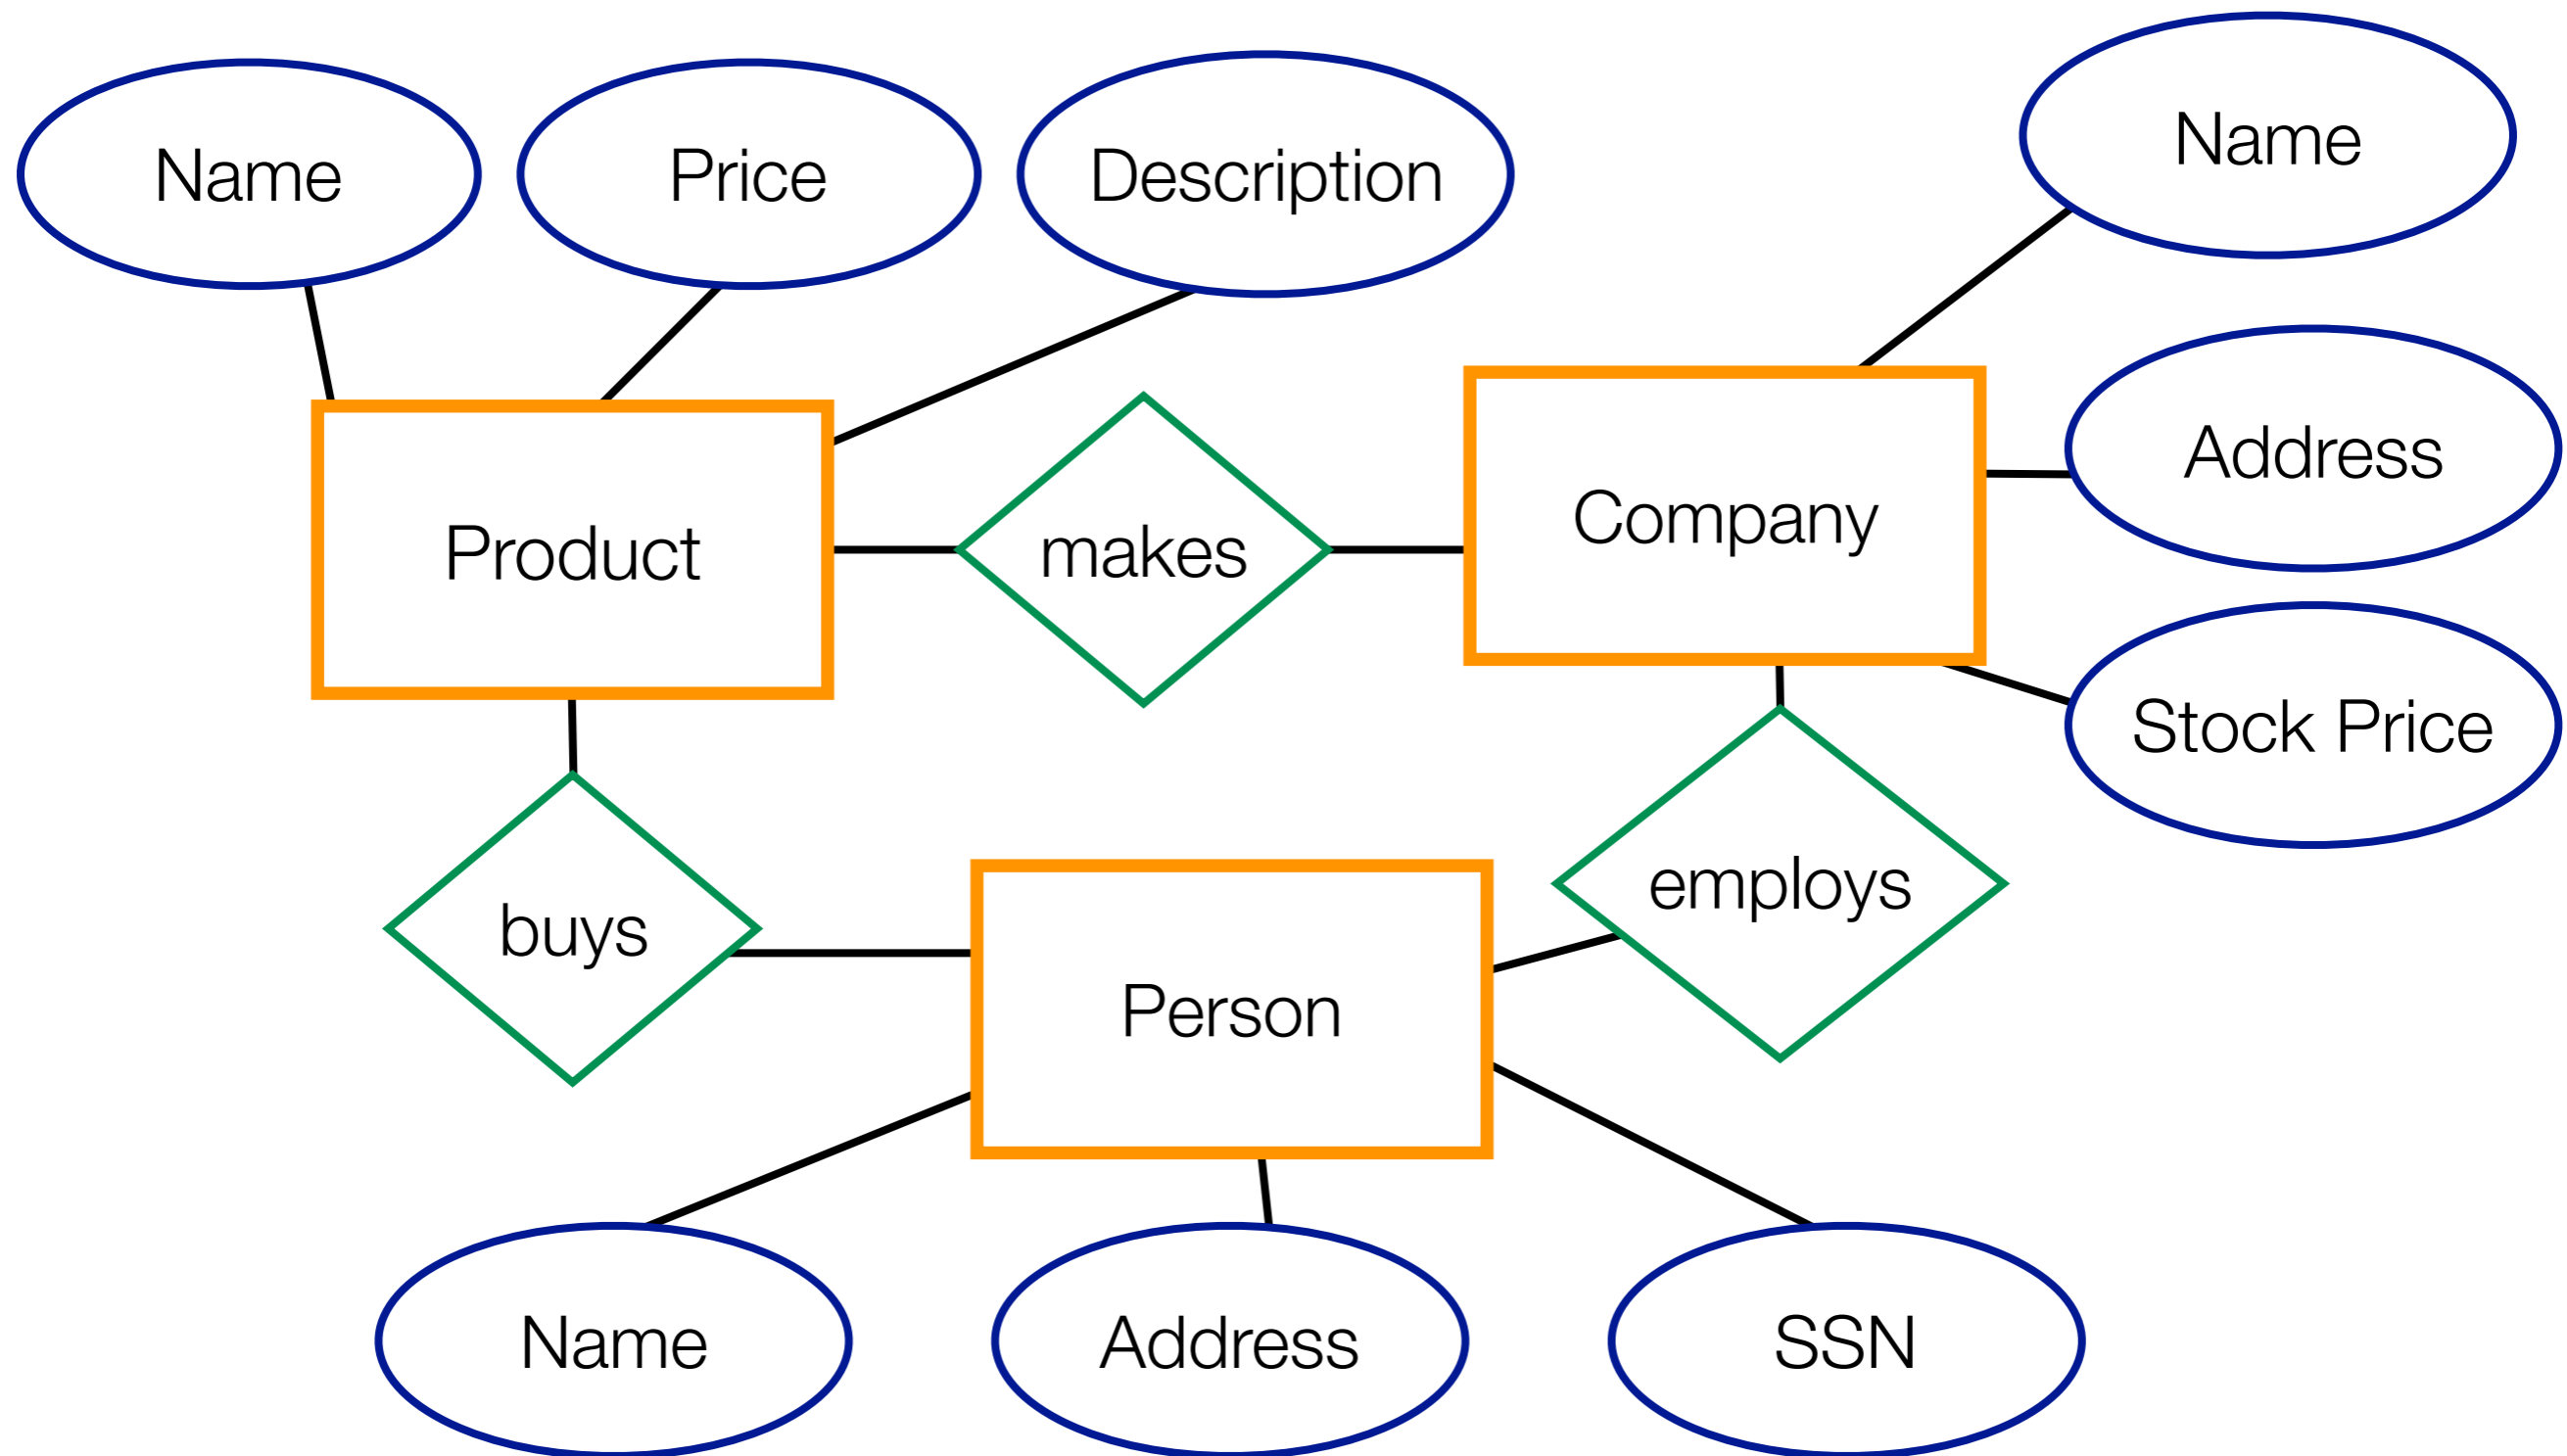 Name
Price
Description
Name
Address
Product
makes
Company
Stock Price
buys
employs
Person
Name
Address
SSN